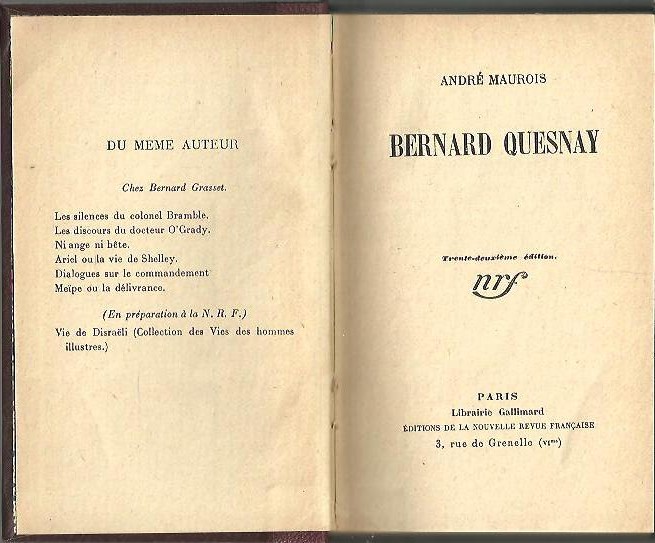 DU MEME AUTEUR
Chez Bernard Grasset.
Les silences du colonel Bramble.
Les discours du docteur O'Grady.
Ni ange ni bête.
Ariel ou la vie de Shelley.
Dialogues sur le commandement
Meïpe ou la délivrance.
(En préparation à la N. R. F.)
Vie de Disraëli (Collection des Vies des hommes
illustres.)
ANDRÉ MAUROIS
BERNARD QUESNAY
Trente-deuxième édition.
nrf
PARIS
Librairie Gallimard
ÉDITIONS DE LA NOUVELLE REVUE FRANÇAISE
3, rue de Grenelle (VIme)